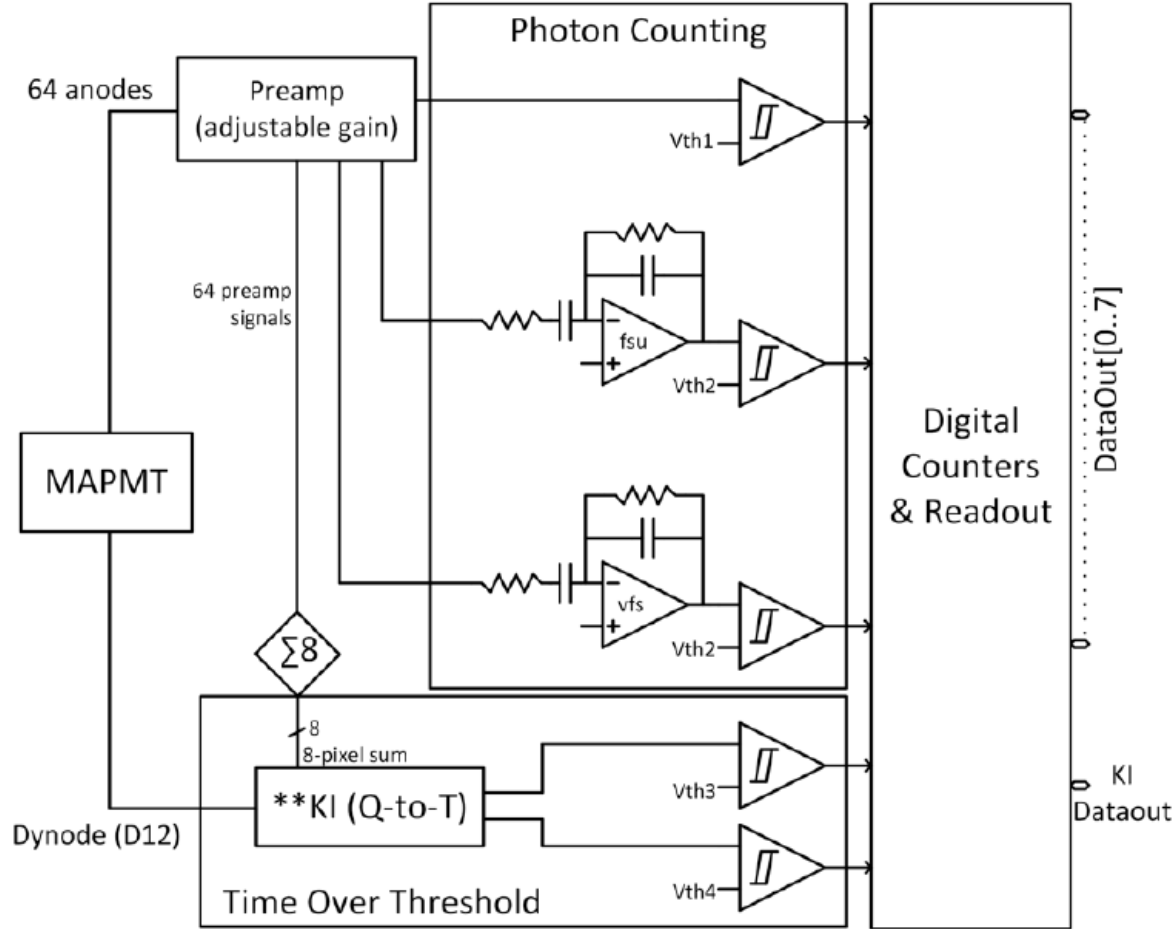 Photon Counting
64 anodes
Preamp
(adjustable gain)
Vth1
64 preamp
signals
−
fsu
+
Vth2
DataOut[0..7]
Digital
Counters
& Readout
MAPMT
−
vfs
+
Vth2
∑8
8
8-pixel sum
**KI (Q-to-T)
Vth3
KI
Dataout
Dynode (D12)
Vth4
Time Over Threshold